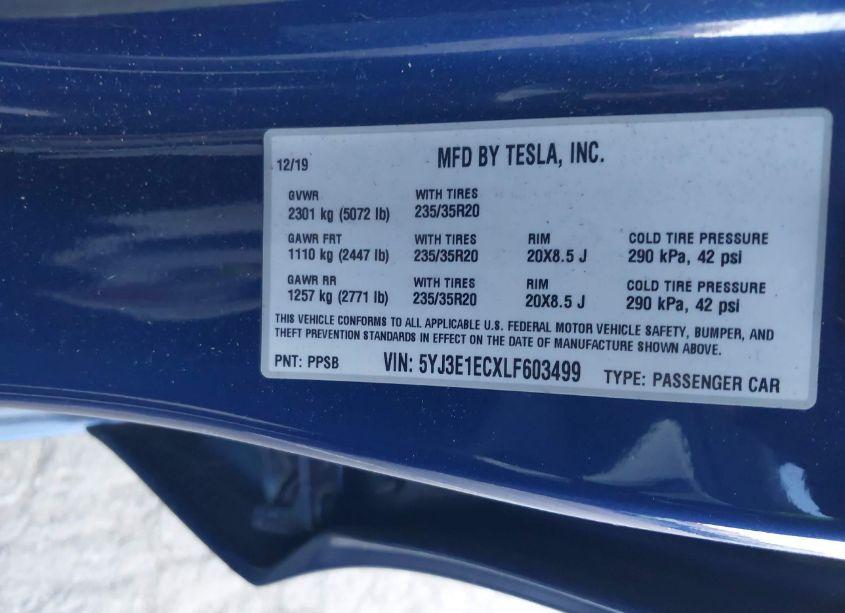 12/19 MFD BY TESLA, INC.
GVWR WITH TIRES
2301 kg (5072 lb) 235/35R20
GAWR FRT WITH TIRES RIM COLD TIRE PRESSURE
1110 kg (2447 lb) 235/35R20 20X8.5 J 290 kPa, 42 psi
GAWR RR WITH TIRES RIM COLD TIRE PRESSURE
1257 kg (2771 lb) 235/35R20 20X8.5 J 290 kPa, 42 psi
THIS VEHICLE CONFORMS TO ALL APPLICABLE U.S. FEDERAL MOTOR VEHICLE SAFETY, BUMPER, AND
THEFT PREVENTION STANDARDS IN EFFECT ON THE DATE OF MANUFACTURE SHOWN ABOVE.
PNT: PPSB VIN: 5YJ3E1ECXLF603499 TYPE: PASSENGER CAR